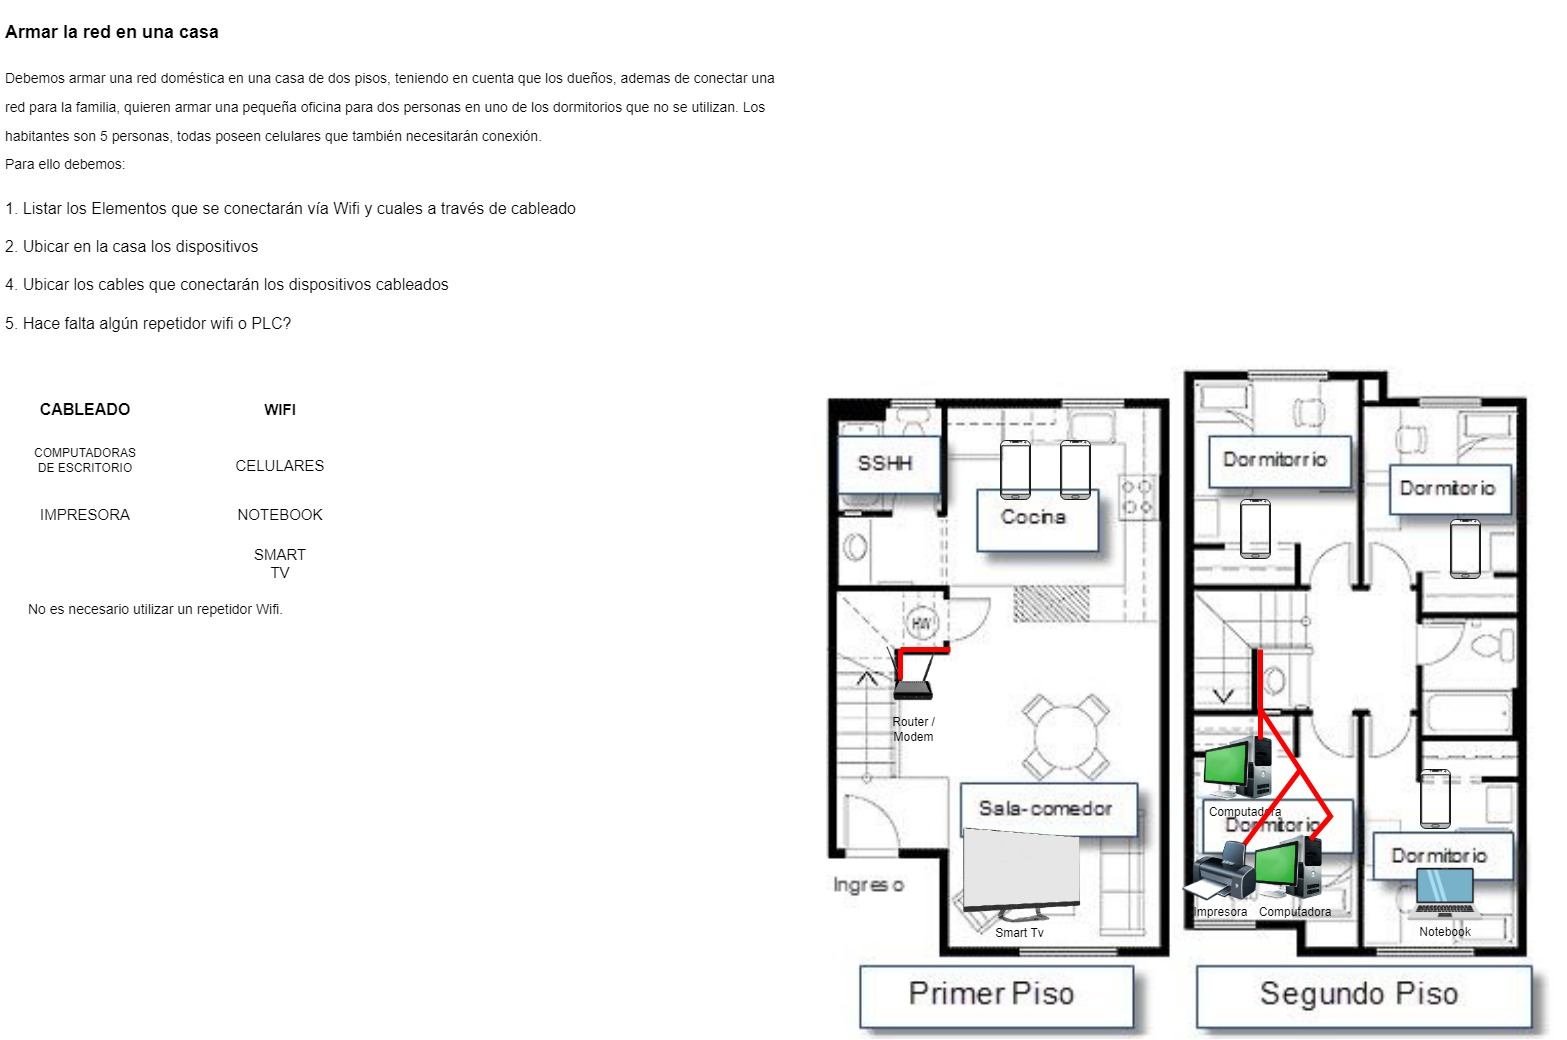 Armar la red en una casa
Debemos armar una red doméstica en una casa de dos pisos, teniendo en cuenta que los dueños, ademas de conectar una
red para la familia, quieren armar una pequeña oficina para dos personas en uno de los dormitorios que no se utilizan. Los
habitantes son 5 personas, todas poseen celulares que también necesitarán conexión.
Para ello debemos:
1. Listar los Elementos que se conectarán vía Wifi y cuales a través de cableado
2. Ubicar en la casa los dispositivos
4. Ubicar los cables que conectarán los dispositivos cableados
5. Hace falta algún repetidor wifi o PLC?
CABLEADO
WIFI
COMPUTADORAS
DE ESCRITORIO
CELULARES
IMPRESORA
NOTEBOOK
SMART
TV
No es necesario utilizar un repetidor Wifi.
SSHH
Cocina
HW
Router /
Modem
Sala-comedor
Ingreso
Smart Tv
Primer Piso
Dormitorrio
Dormitorio
Computadora
Dormitorio
Impresora
Computadora
Dormitorio
Notebook
Segundo Piso